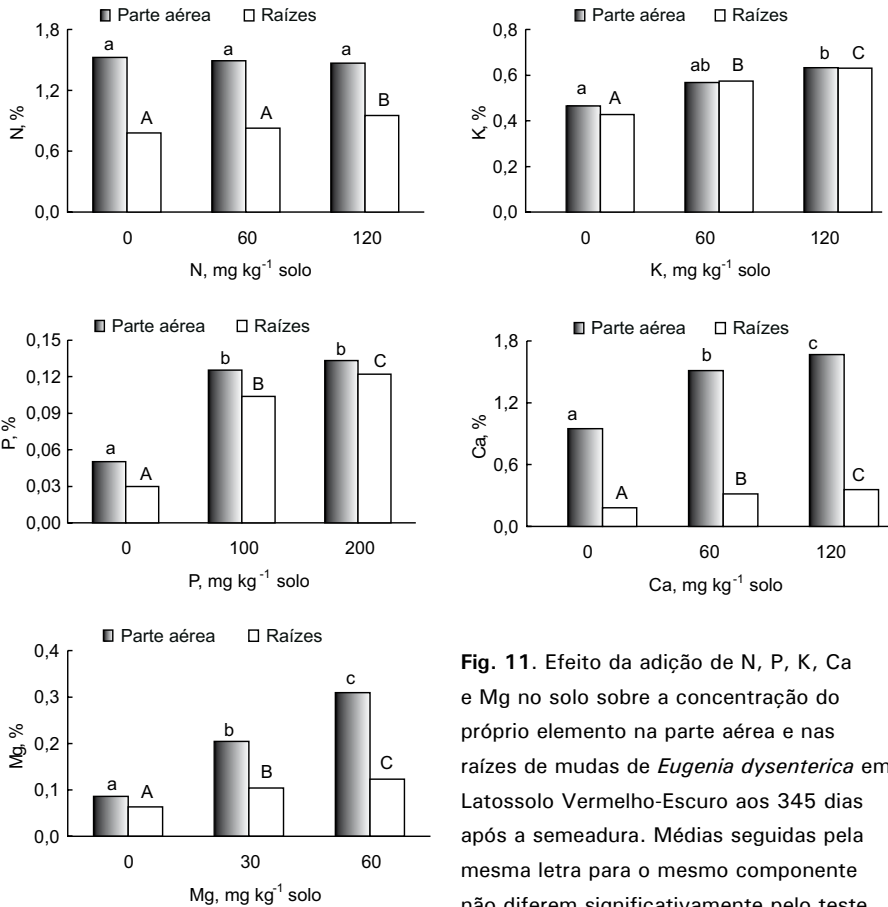 Parte aérea Raízes
1,8
1,2
0,6
0,0
N, %
a a a
A A B
0 60 120
N, mg kg-1 solo
Parte aérea Raízes
0,8
0,6
0,4
0,2
0,0
K, %
a A ab B b C
0 60 120
K, mg kg-1 solo
Parte aérea Raízes
0,15
0,12
0,09
0,06
0,03
0,00
P, %
a A b B b C
0 100 200
P, mg kg-1 solo
Parte aérea Raízes
1,8
1,2
0,6
0,0
Ca, %
a A b B c C
0 60 120
Ca, mg kg-1 solo
Parte aérea Raízes
0,4
0,3
0,2
0,1
0,0
Mg, %
a A b B c C
0 30 60
Mg, mg kg-1 solo
Fig. 11. Efeito da adição de N, P, K, Ca
e Mg no solo sobre a concentração do
próprio elemento na parte aérea e nas
raízes de mudas de Eugenia dysenterica em
Latossolo Vermelho-Escuro aos 345 dias
após a semeadura. Médias seguidas pela
mesma letra para o mesmo componente
não diferem significativamente pelo teste